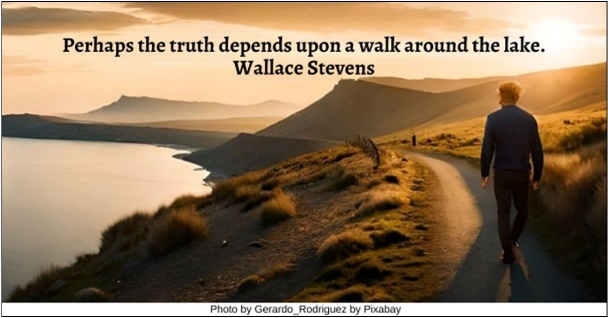 Perhaps the truth depends upon a walk around the lake.
Wallace Stevens
Photo by Gerardo_Rodriguez by Pixabay